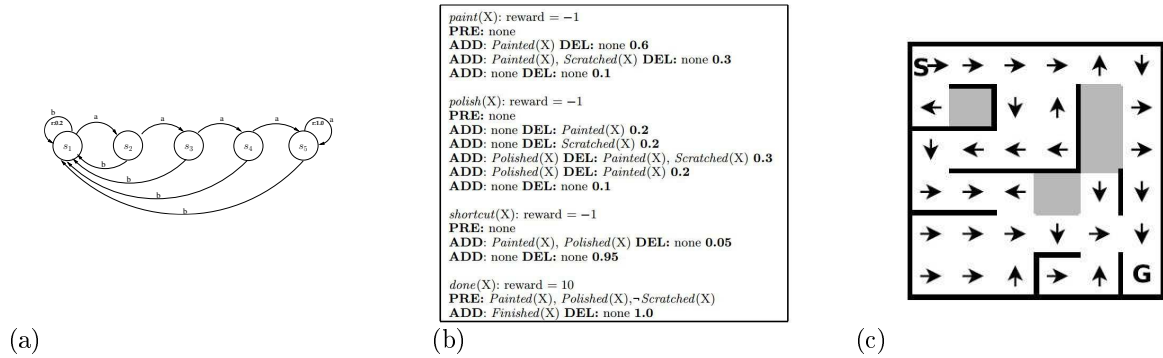 b
r:0.2
a
a
a
a
r:1.0
a
s₁
s₂
s₃
s₄
s₅
b
b
b
b
(a)
paint(X): reward = −1
PRE: none
ADD: Painted(X) DEL: none 0.6
ADD: Painted(X), Scratched(X) DEL: none 0.3
ADD: none DEL: none 0.1
polish(X): reward = −1
PRE: none
ADD: none DEL: Painted(X) 0.2
ADD: none DEL: Scratched(X) 0.2
ADD: Polished(X) DEL: Painted(X), Scratched(X) 0.3
ADD: Polished(X) DEL: Painted(X) 0.2
ADD: none DEL: none 0.1
shortcut(X): reward = −1
PRE: none
ADD: Painted(X), Polished(X) DEL: none 0.05
ADD: none DEL: none 0.95
done(X): reward = 10
PRE: Painted(X), Polished(X),¬Scratched(X)
ADD: Finished(X) DEL: none 1.0
(b)
S
G
(c)